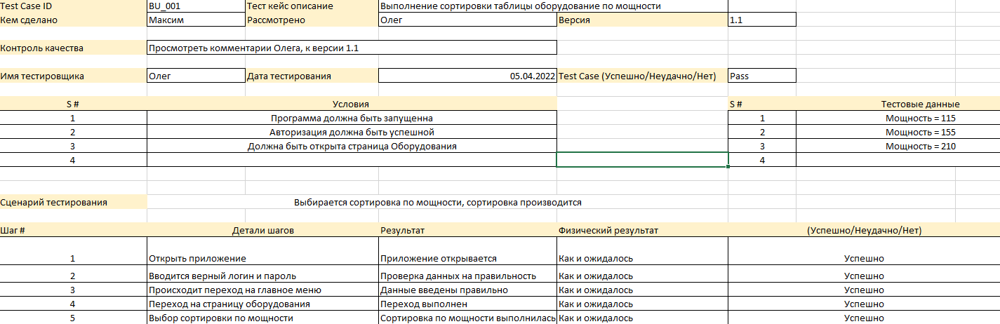 Test Case ID BU_001 Тест кейс описание Выполнение сортировки таблицы оборудование по мощности
Кем сделано Максим Рассмотрено Олег Версия 1.1
Контроль качества Просмотреть комментарии Олега, к версии 1.1
Имя тестировщика Олег Дата тестирования 05.04.2022 Test Case (Успешно/Неудачно/Нет) Pass
S # Условия S # Тестовые данные
1 Программа должна быть запущенна 1 Мощность = 115
2 Авторизация должна быть успешной 2 Мощность = 155
3 Должна быть открыта страница Оборудования 3 Мощность = 210
4 4
Сценарий тестирования Выбирается сортировка по мощности, сортировка производится
Шаг # Детали шагов Результат Физический результат (Успешно/Неудачно/Нет)
1 Открыть приложение Приложение открывается Как и ожидалось Успешно
2 Вводится верный логин и пароль Проверка данных на правильность Как и ожидалось Успешно
3 Происходит переход на главное меню Данные введены правильно Как и ожидалось Успешно
4 Переход на страницу оборудования Переход выполнен Как и ожидалось Успешно
5 Выбор сортировки по мощности Сортировка по мощности выполнилась Как и ожидалось Успешно